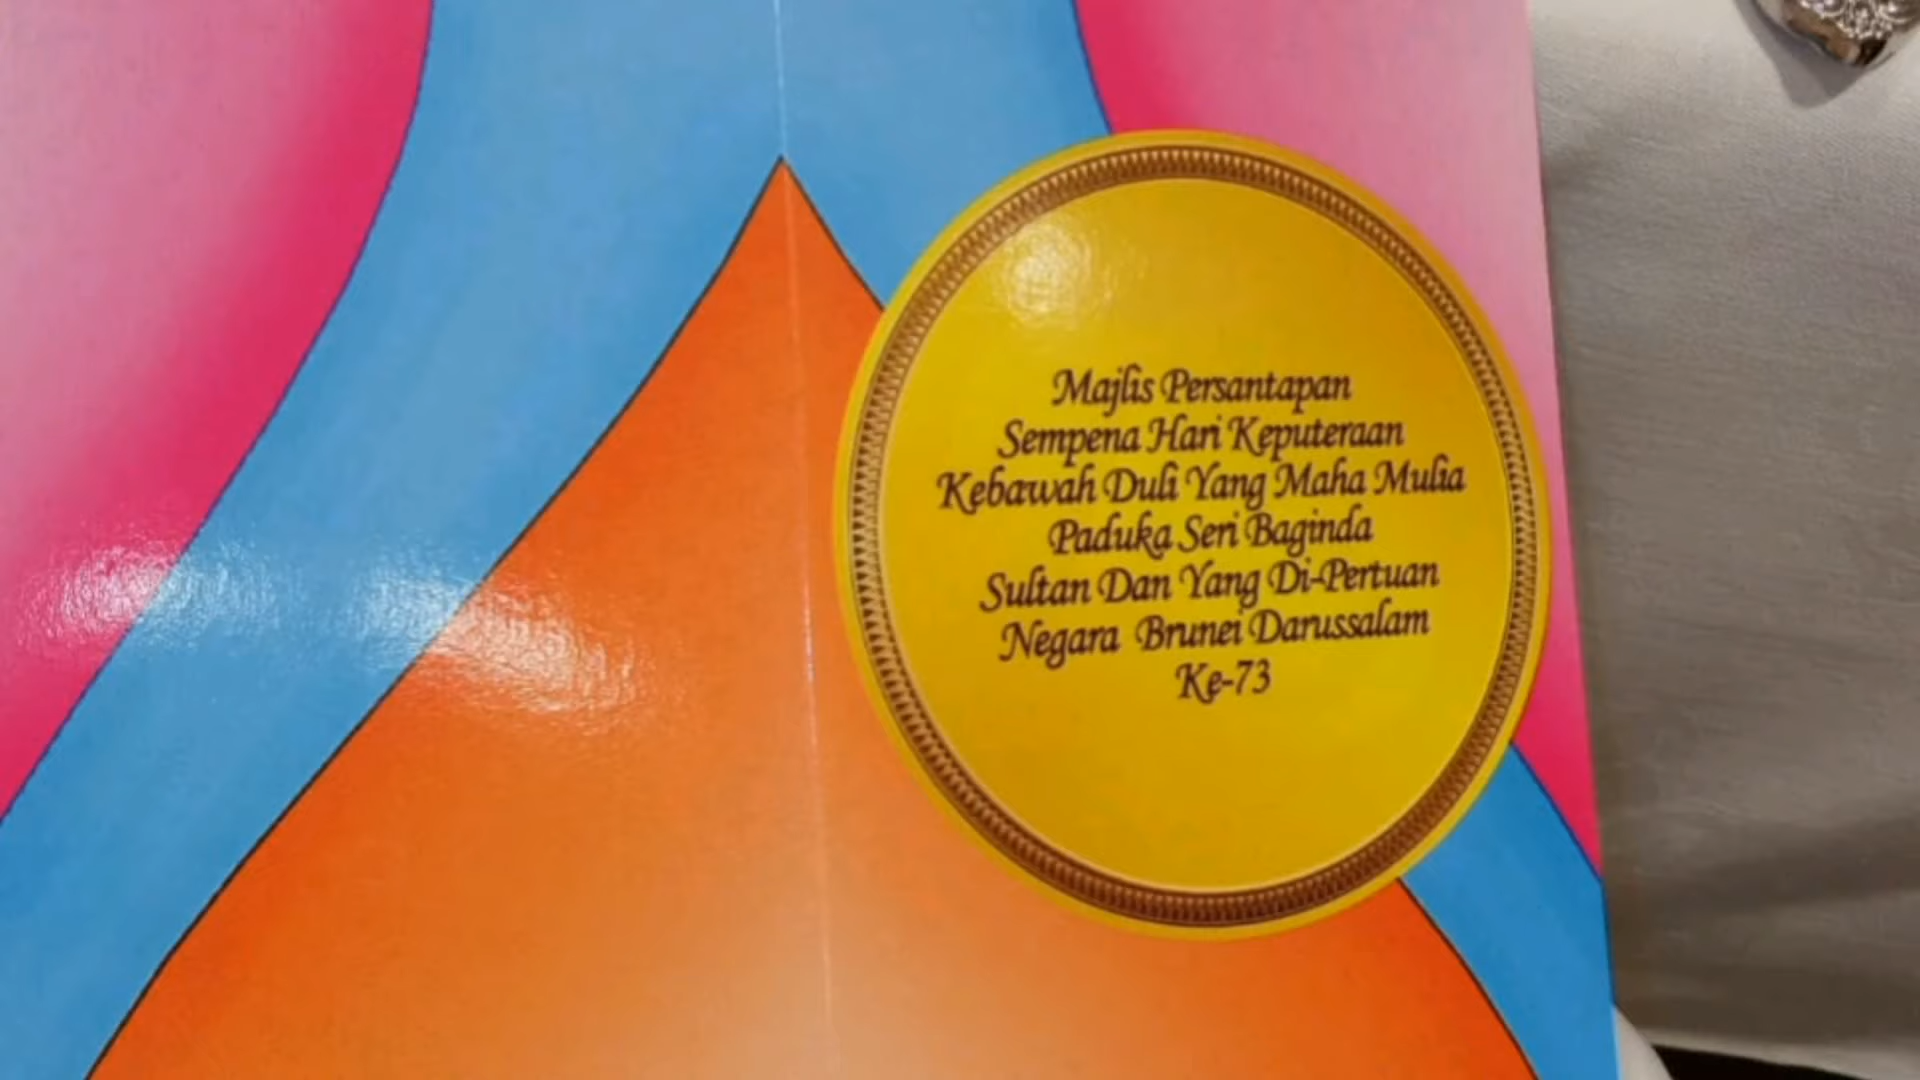 Majlis Persantapan
Sempena Hari Keputeraan
Kebawah Duli Yang Maha Mulia
Paduka Seri Baginda
Sultan Dan Yang Di-Pertuan
Negara Brunei Darussalam
Ke-73